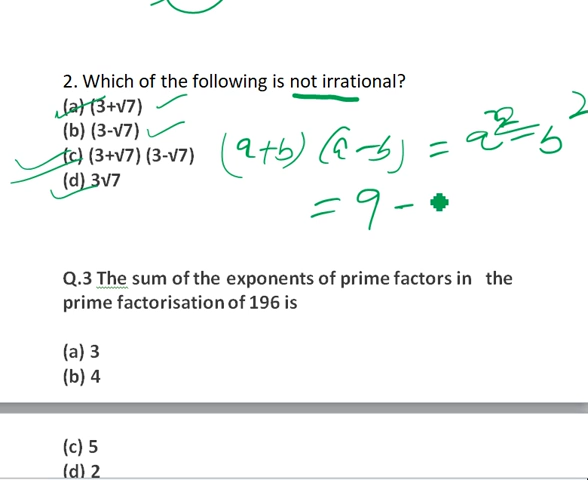 2. Which of the following is not irrational?
(a) (3+√7)
(b) (3-√7)
(c) (3+√7) (3-√7)
(d) 3√7
(a+b) (a-b) = a² - b²
= 9 -
Q.3 The sum of the exponents of prime factors in the
prime factorisation of 196 is
(a) 3
(b) 4
(c) 5
(d) 2